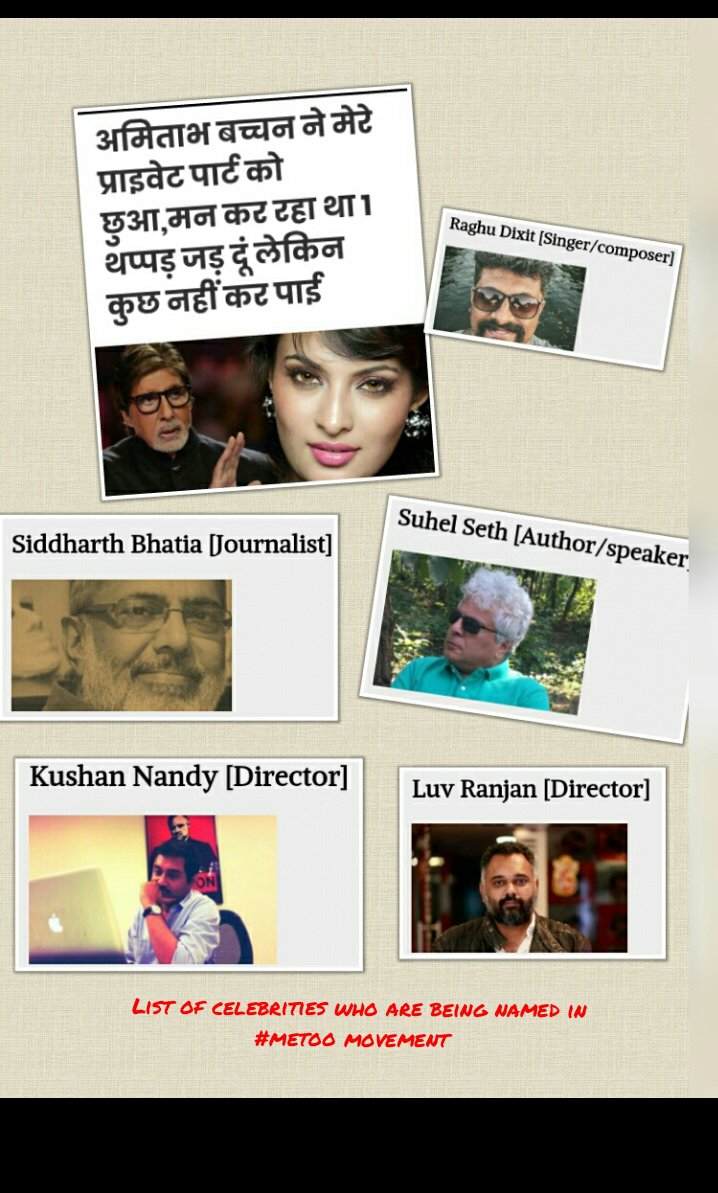 अमिताभ बच्चन ने मेरे
प्राइवेट पार्ट को
छुआ,मन कर रहा था 1
थप्पड़ जड़ दूं लेकिन
कुछ नहीं कर पाई
Raghu Dixit [Singer/composer]
Siddharth Bhatia [Journalist]
Suhel Seth [Author/speaker
Kushan Nandy [Director]
ON
Luv Ranjan [Director]
List of celebrities who are being named in
#metoo movement